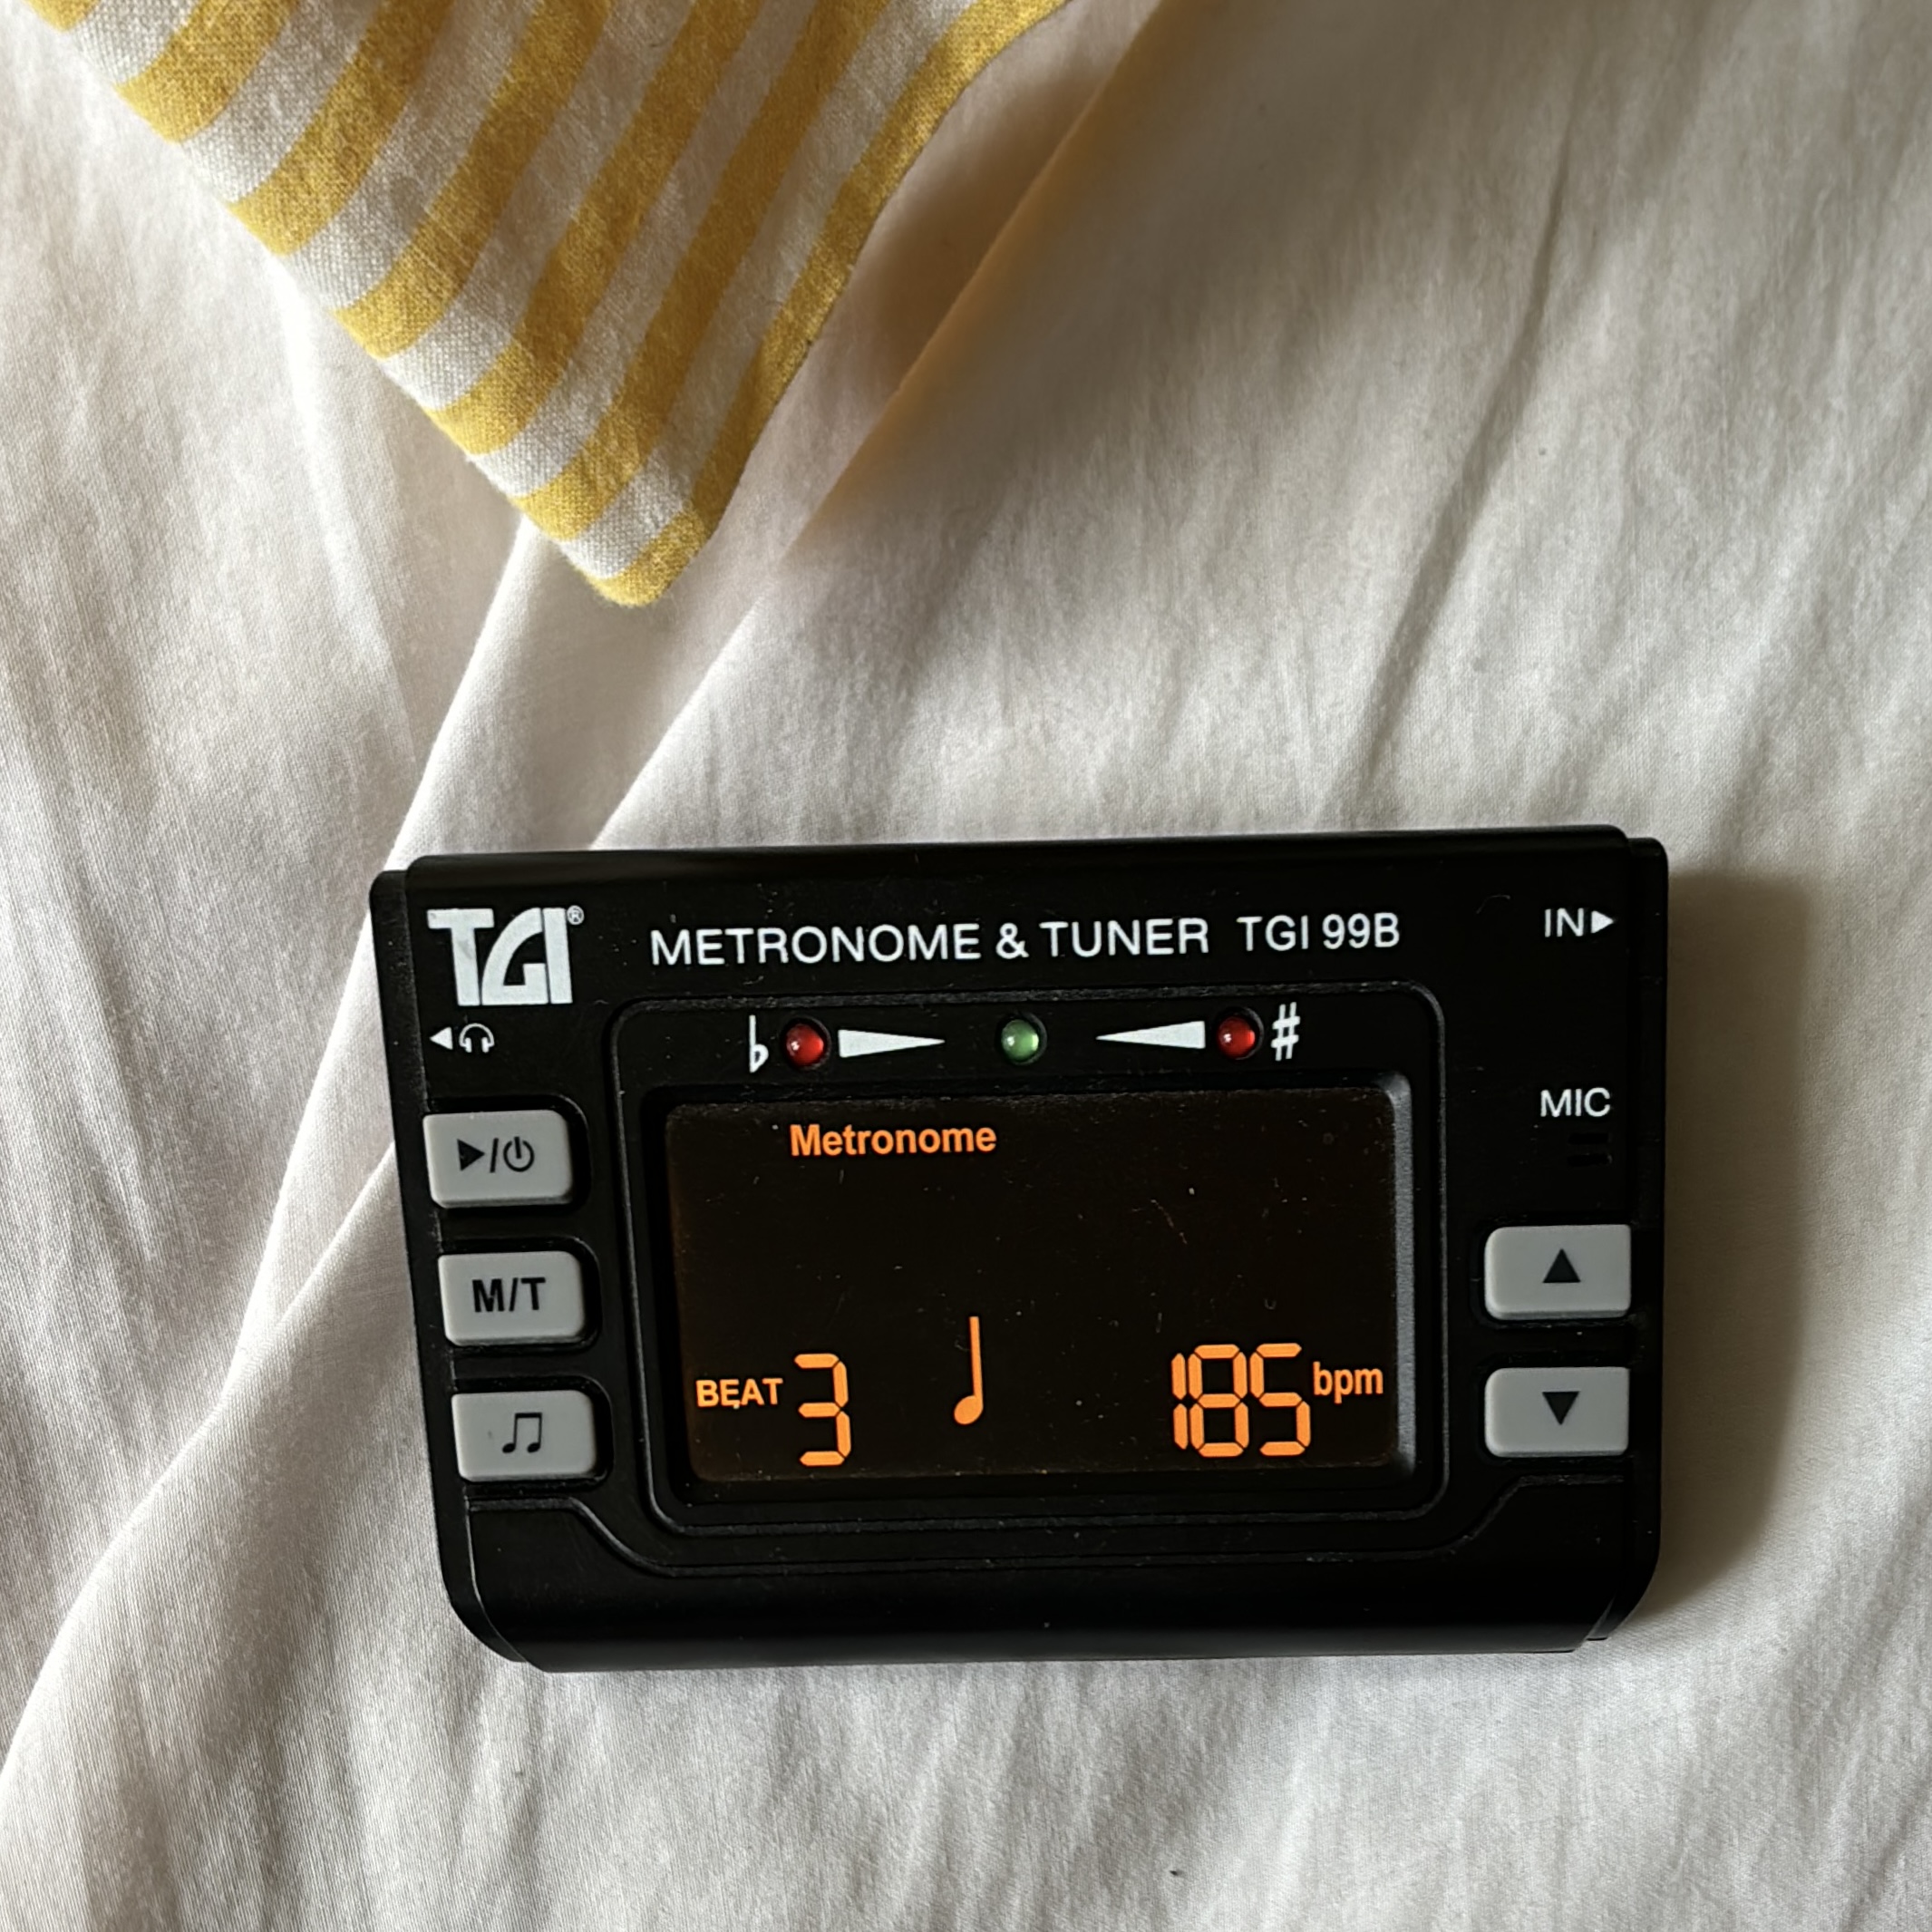 TGI®
METRONOME & TUNER TGI 99B
IN
MIC
M/T
Metronome
BEAT 3 185 bpm